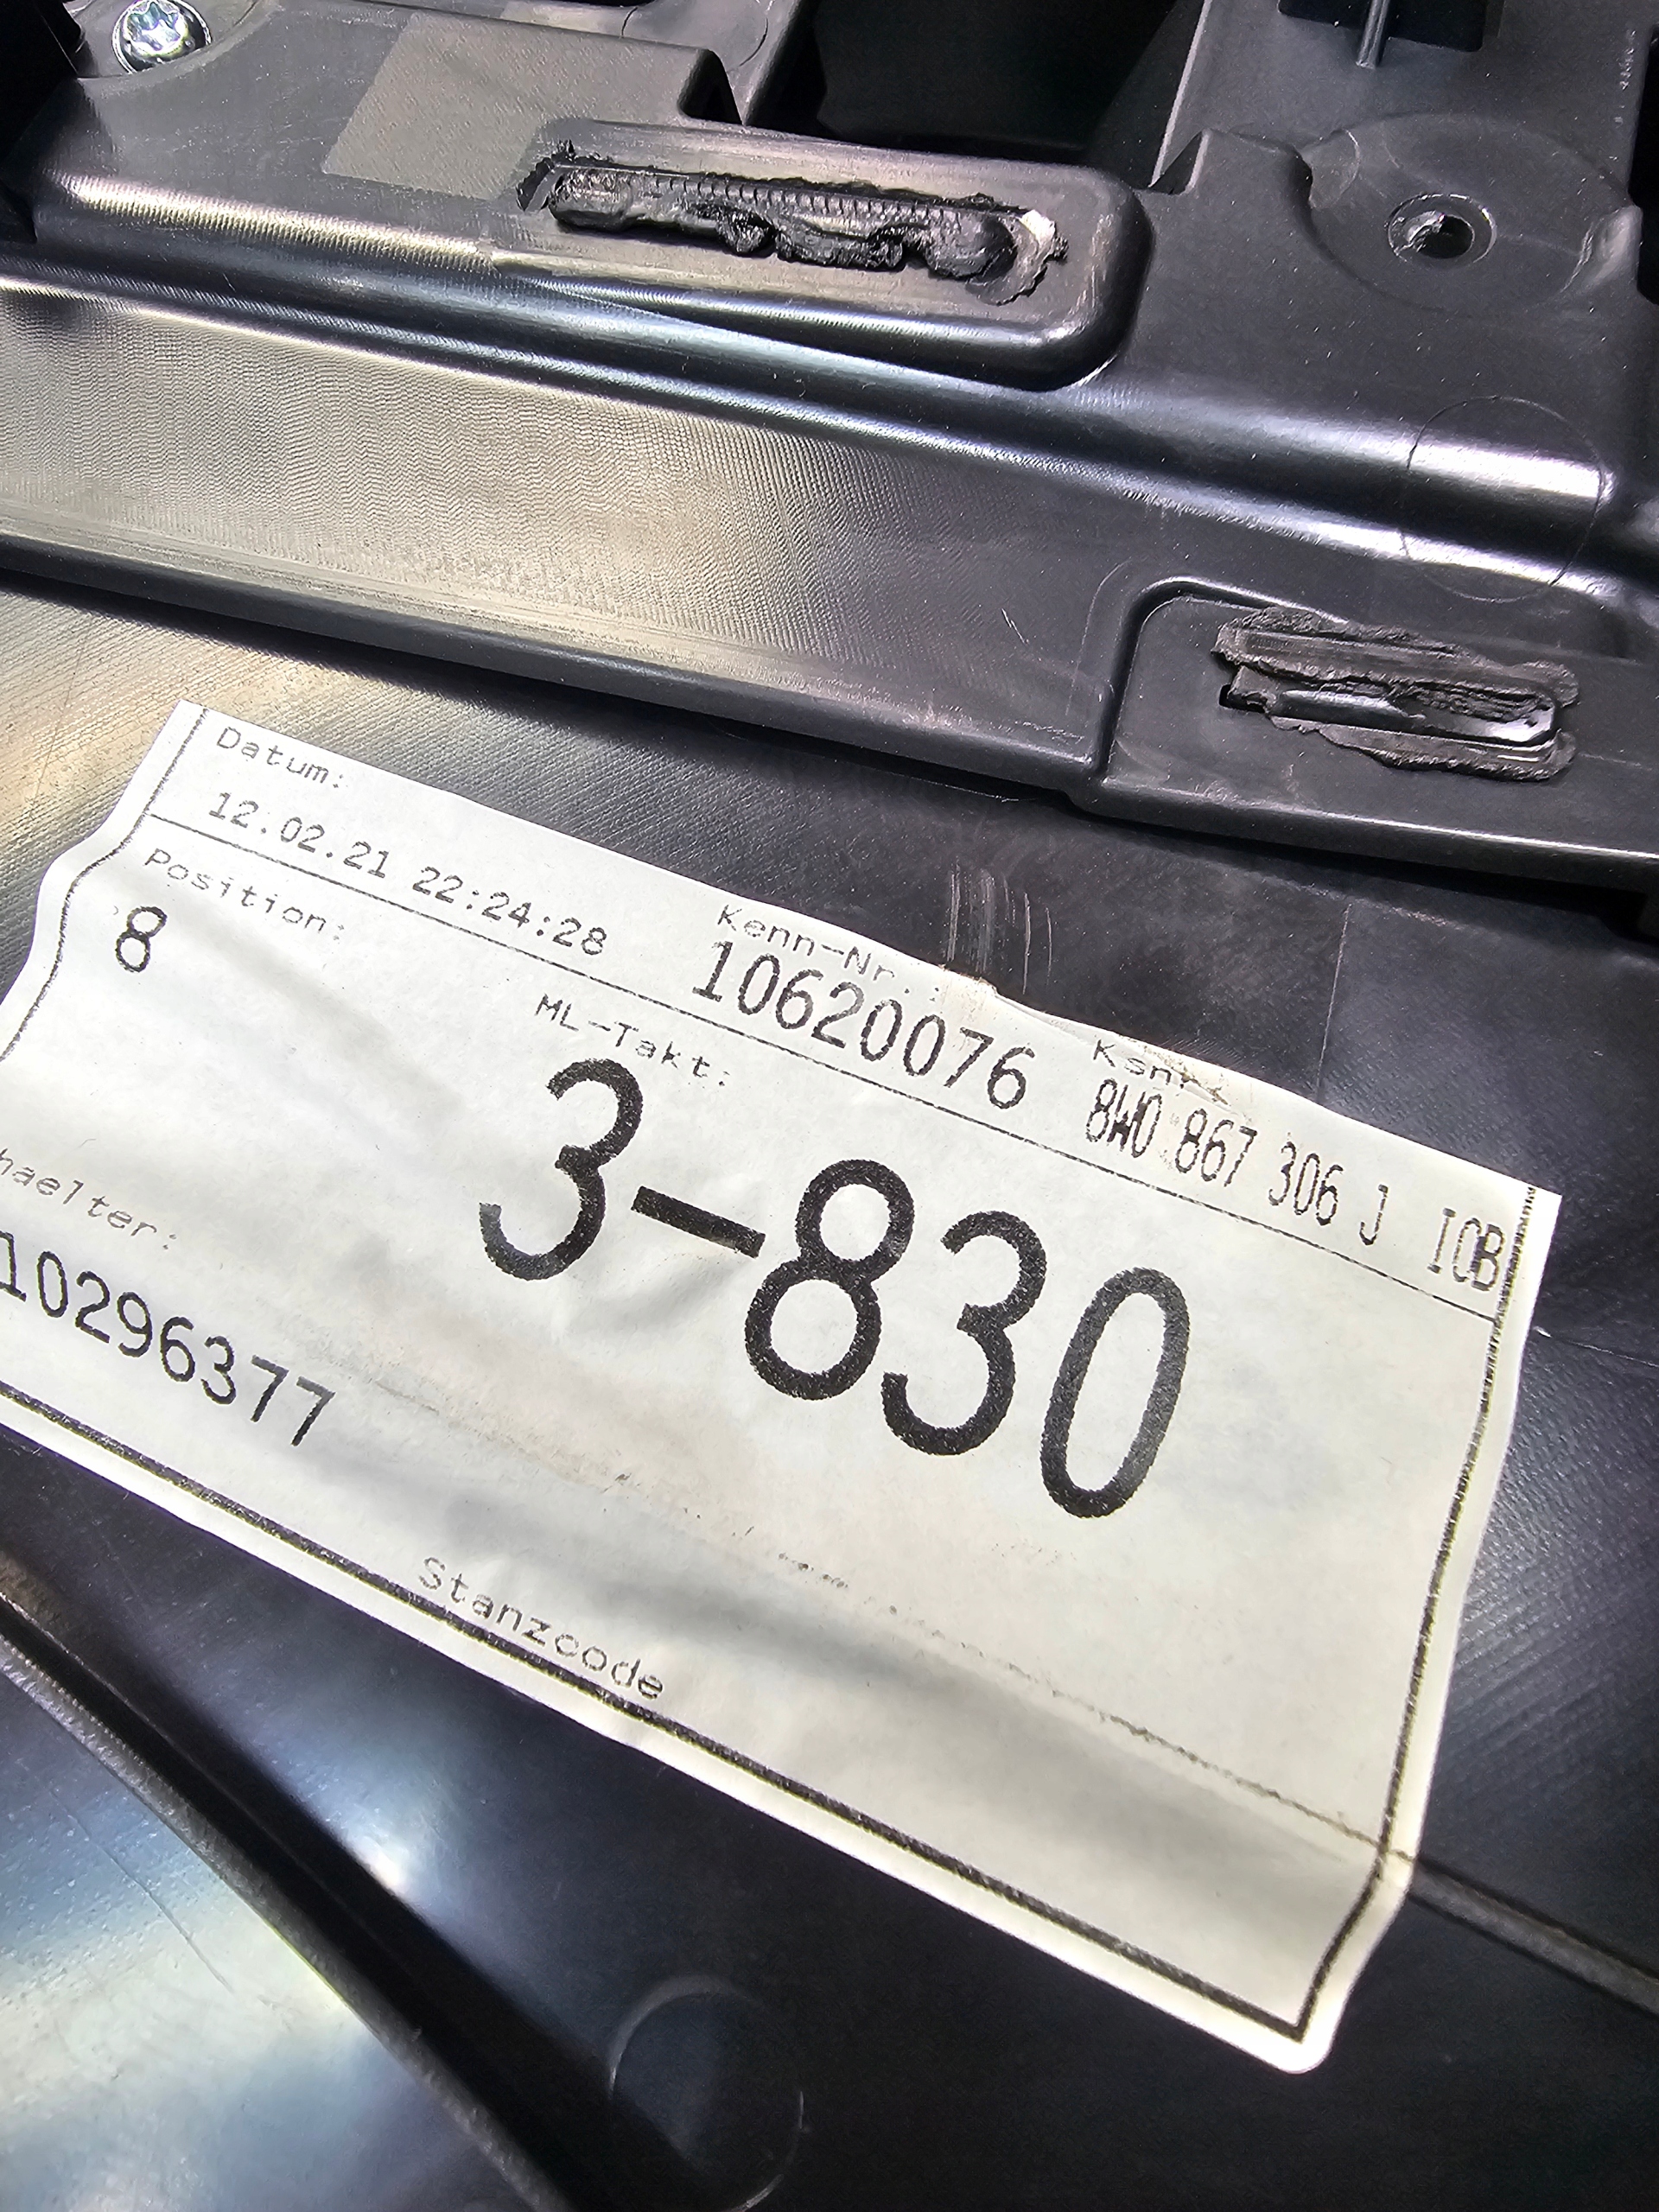 Datum:
12.02.21 22:24:28
Kenn-Nr.:
10620076
Ksnr
8W0 867 306 J IOB
Position:
8
ML-Takt:
3-830
haelter:
10296377
Stanzcode